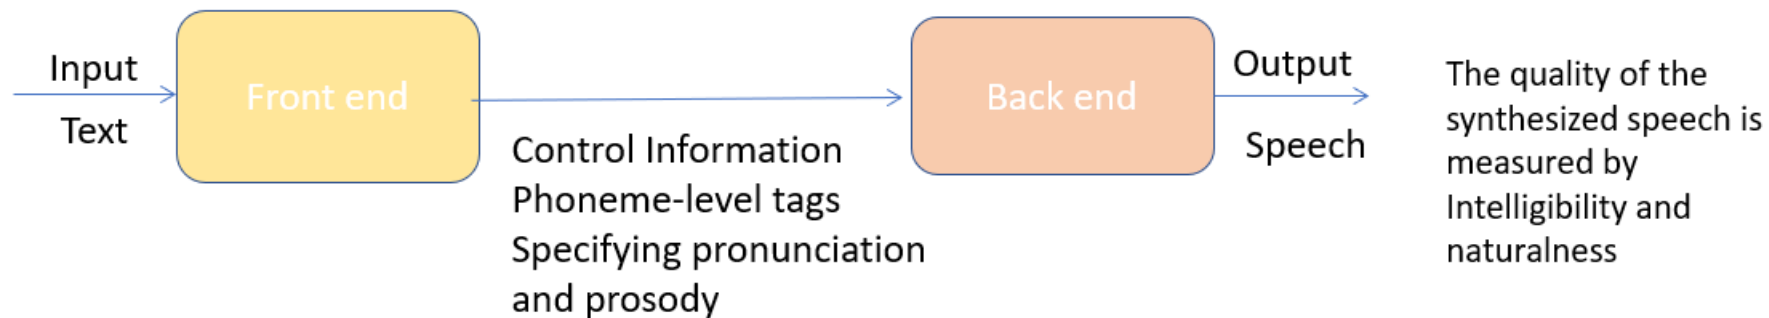 Input
Text
Front end
Control Information
Phoneme-level tags
Specifying pronunciation
and prosody
Back end
Output
Speech
The quality of the
synthesized speech is
measured by
Intelligibility and
naturalness